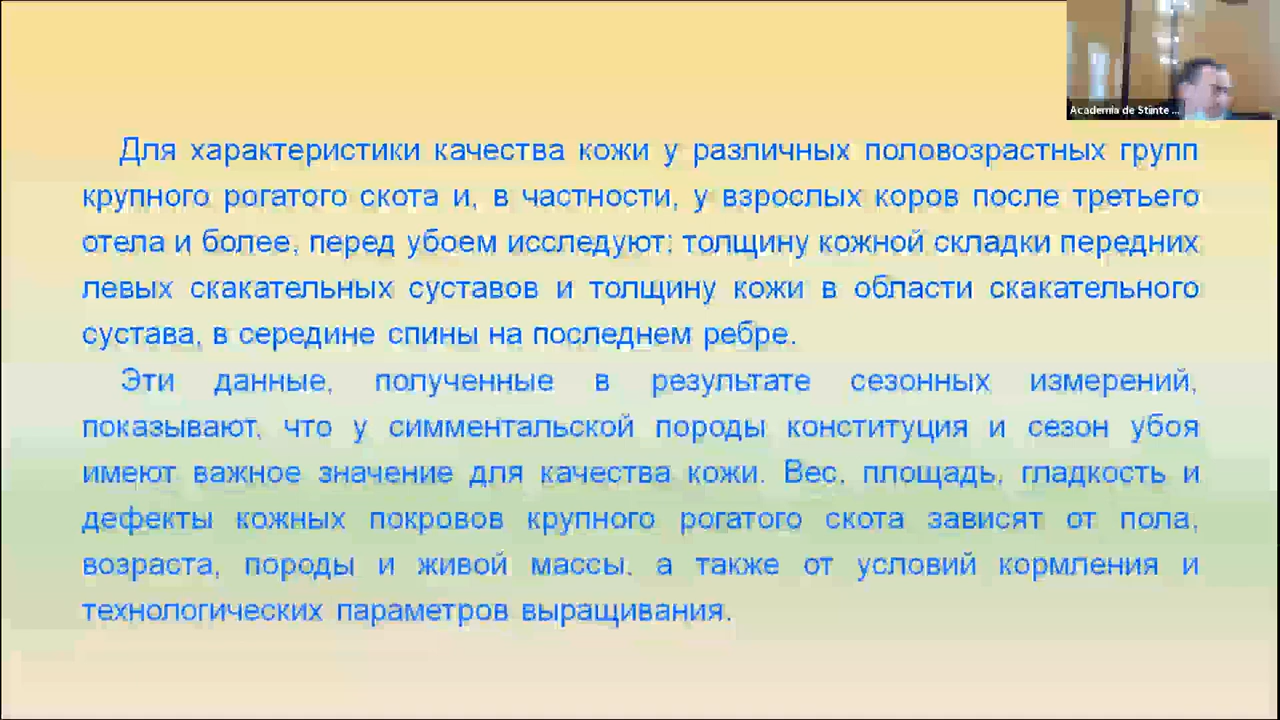 Academia de Stiinte ...
Для характеристики качества кожи у различных половозрастных групп
крупного рогатого скота и, в частности, у взрослых коров после третьего
отела и более, перед убоем исследуют: толщину кожной складки передних
левых скакательных суставов и толщину кожи в области скакательного
сустава, в середине спины на последнем ребре.
Эти данные, полученные в результате сезонных измерений,
показывают, что у симментальской породы конституция и сезон убоя
имеют важное значение для качества кожи. Вес, площадь, гладкость и
дефекты кожных покровов крупного рогатого скота зависят от пола,
возраста, породы и живой массы, а также от условий кормления и
технологических параметров выращивания.